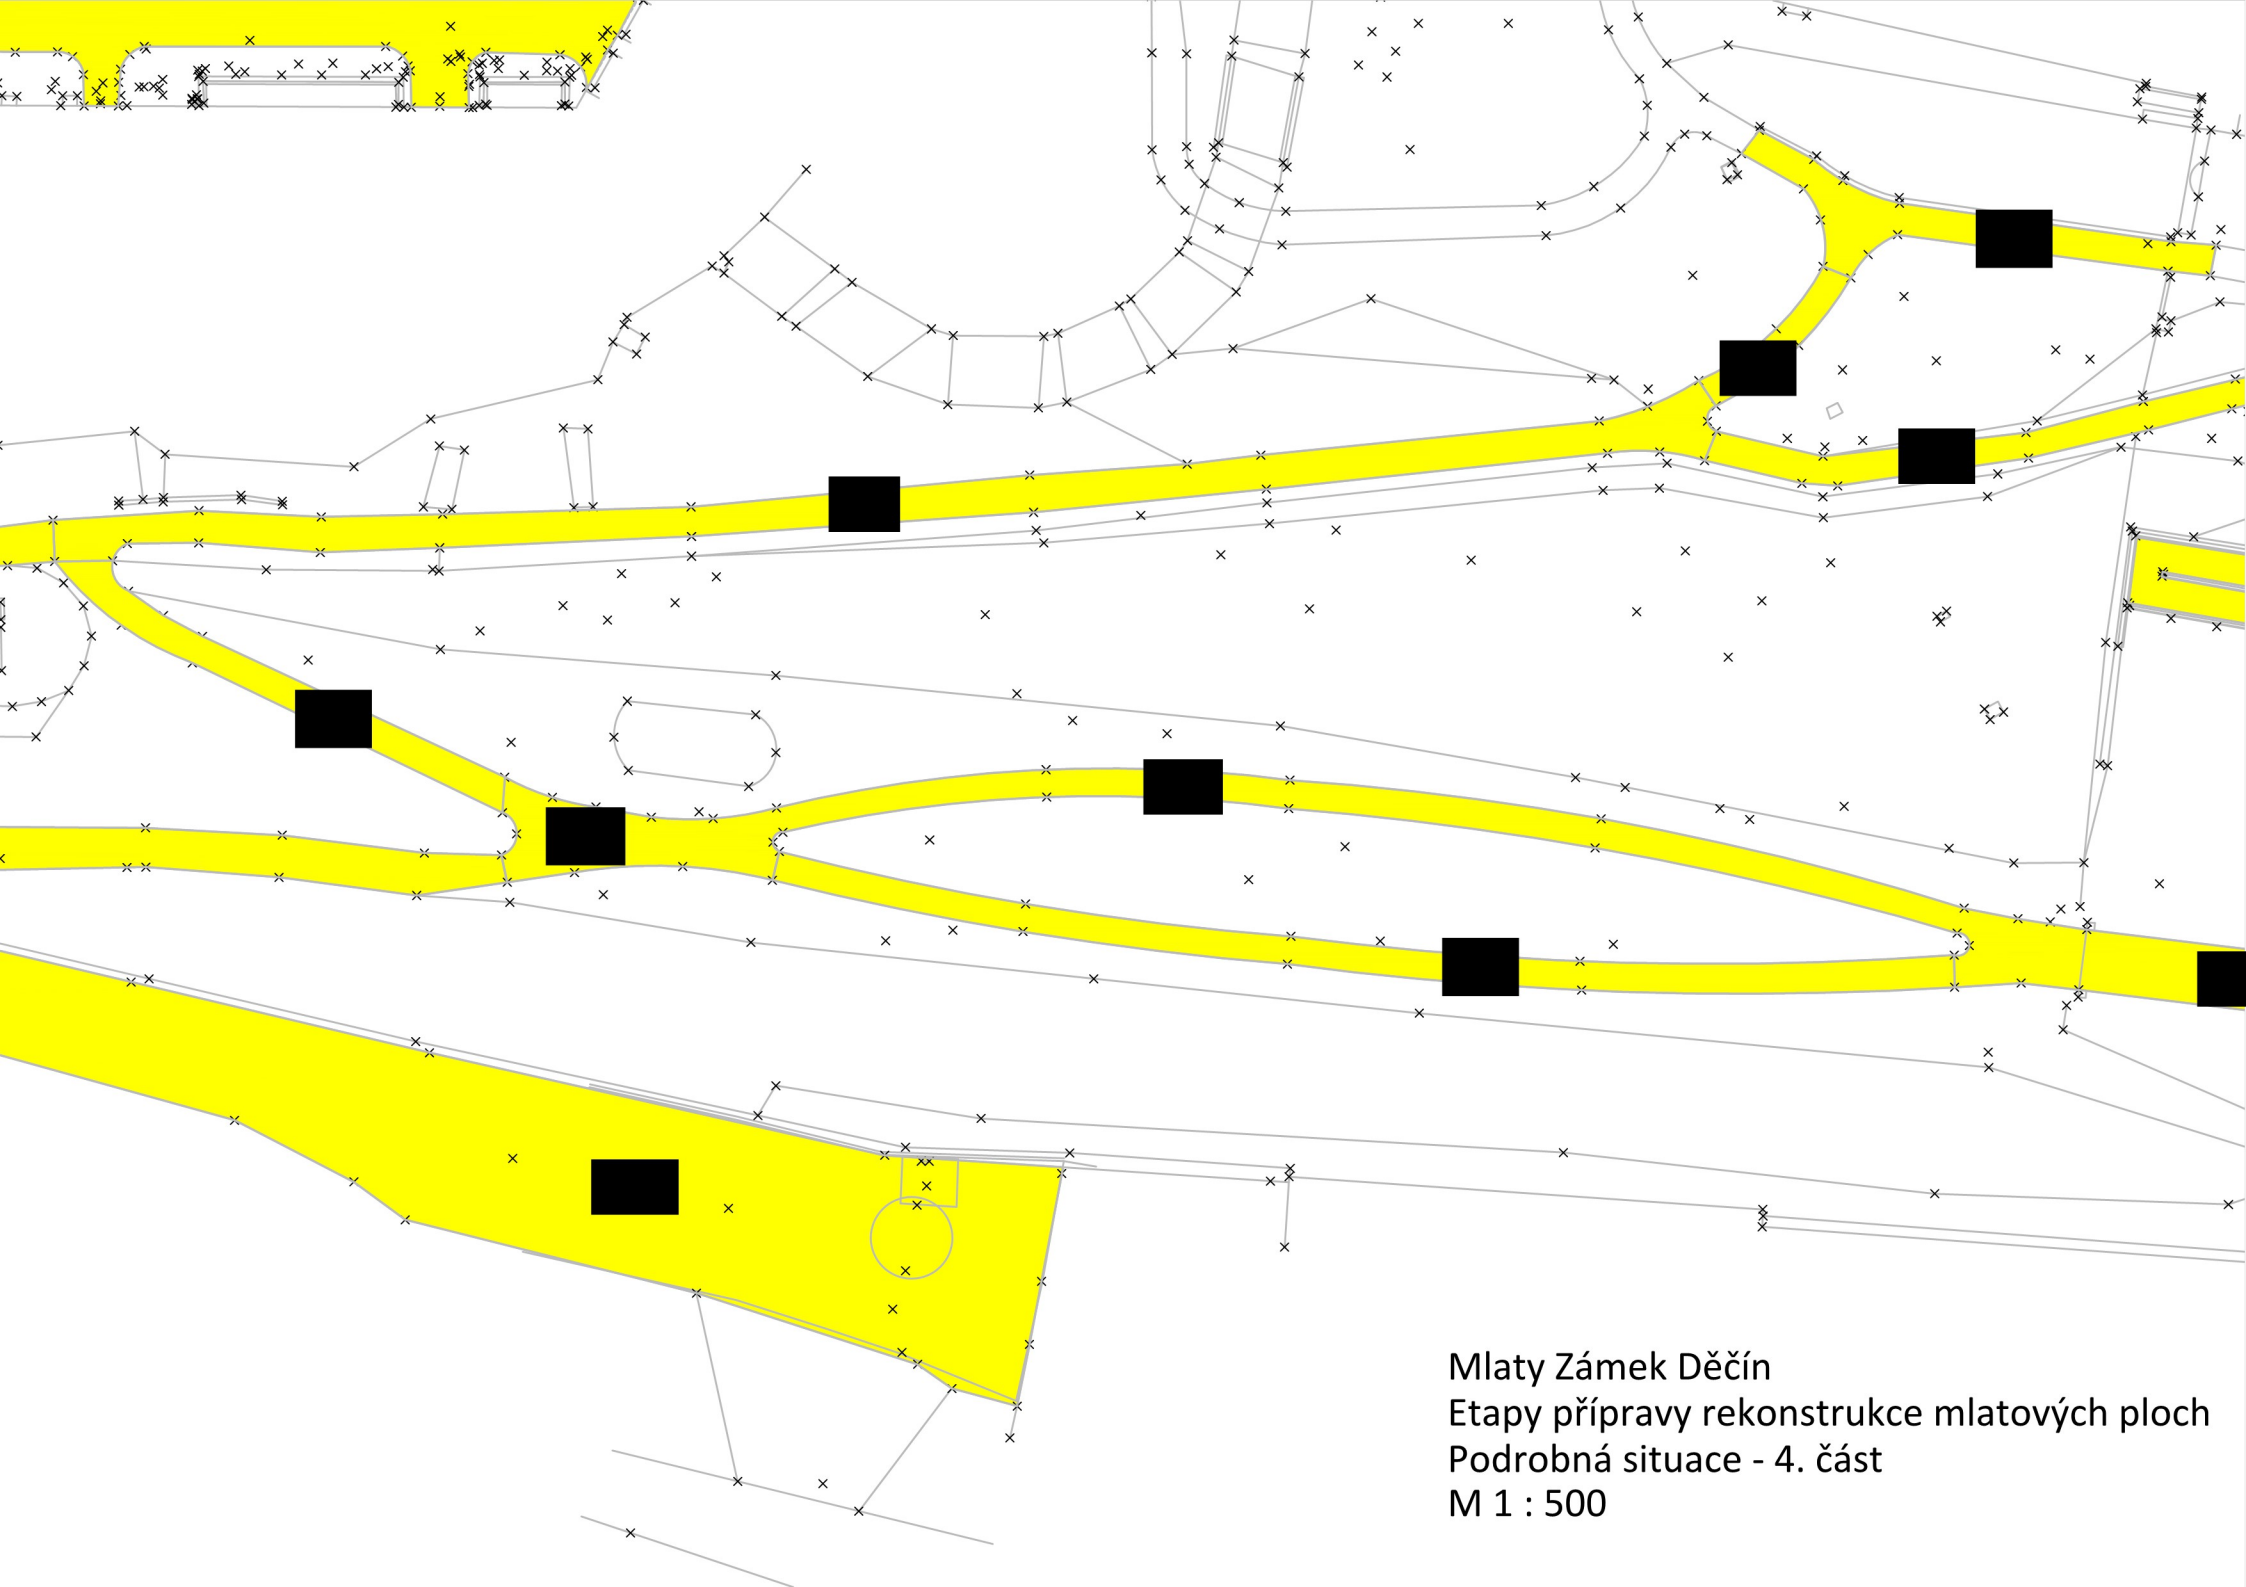 Mlaty Zámek Děčín
Etapy přípravy rekonstrukce mlatových ploch
Podrobná situace - 4. část
M 1 : 500